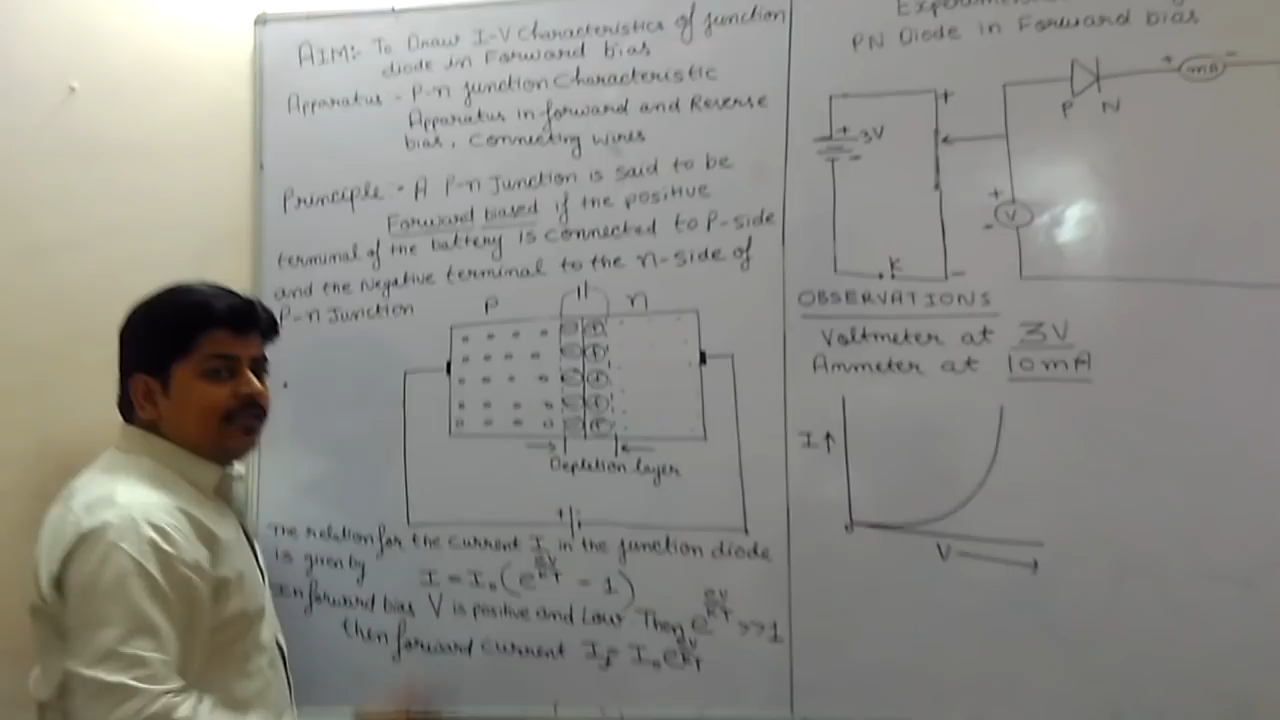 AIM:- To Draw I-V Characteristics of junction
diode in Forward bias
Apparatus - P-n junction Characteristic
Apparatus in forward and Reverse
bias, Connecting wires
Principle:- A P-n Junction is said to be
Forward biased if the positive
terminal of the battery is connected to P-side
and the Negative terminal to the n-side of
P-n Junction
P
n
Depletion layer
+
The relation for the current I in the junction diode
is given by
I = I₀(e^(eV/KT) - 1)
In forward bias V is positive and Low Then e^(eV/KT) >>1
then forward current I_f = I₀e^(eV/KT)
PN Diode in Forward bias
+ mA -
P N
+
+ 3V
-
+
V
-
K
-
OBSERVATIONS
Voltmeter at 3V
Ammeter at 10mA
I↑
V →